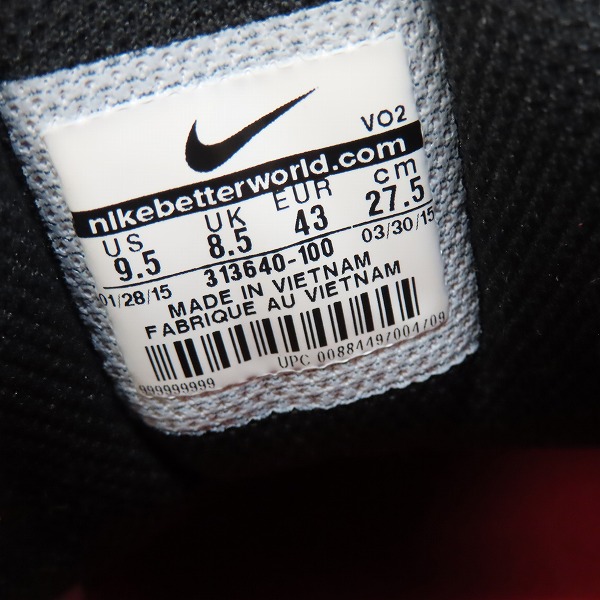 VO2
nikebetterworld.com
US UK EUR cm
9.5 8.5 43 27.5
01/28/15 313640-100 03/30/15
MADE IN VIETNAM
FABRIQUE AU VIETNAM
999999999 UPC 00884497004709